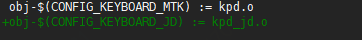 obj-$(CONFIG_KEYBOARD_MTK) := kpd.o
+obj-$(CONFIG_KEYBOARD_JD) := kpd_jd.o